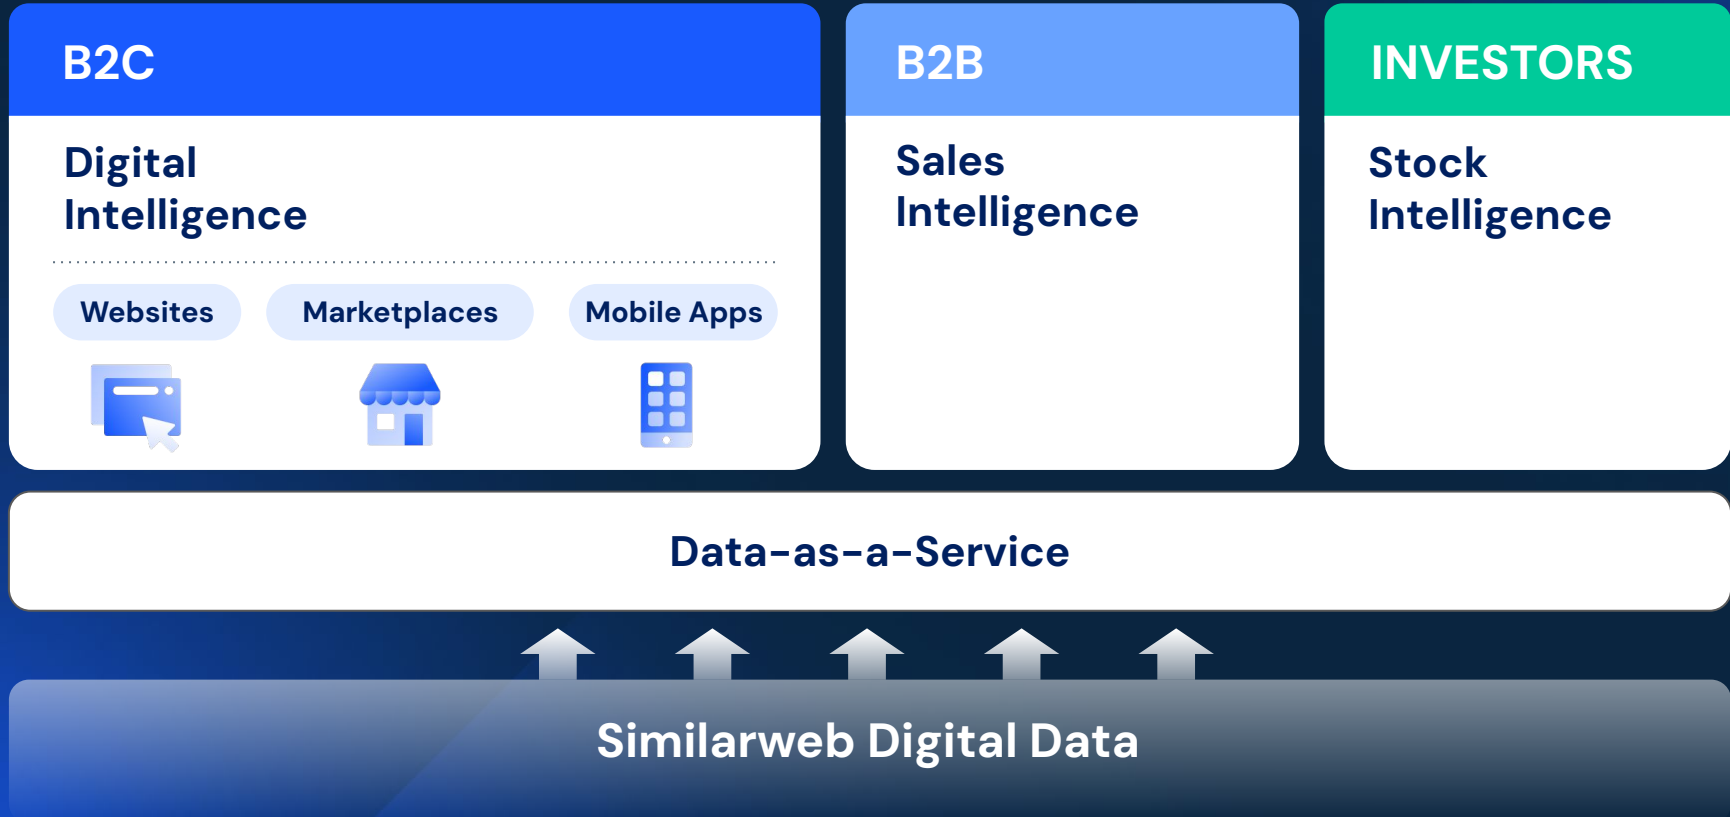 B2C
Digital
Intelligence
Websites
Marketplaces
Mobile Apps
B2B
Sales
Intelligence
INVESTORS
Stock
Intelligence
Data-as-a-Service
Similarweb Digital Data